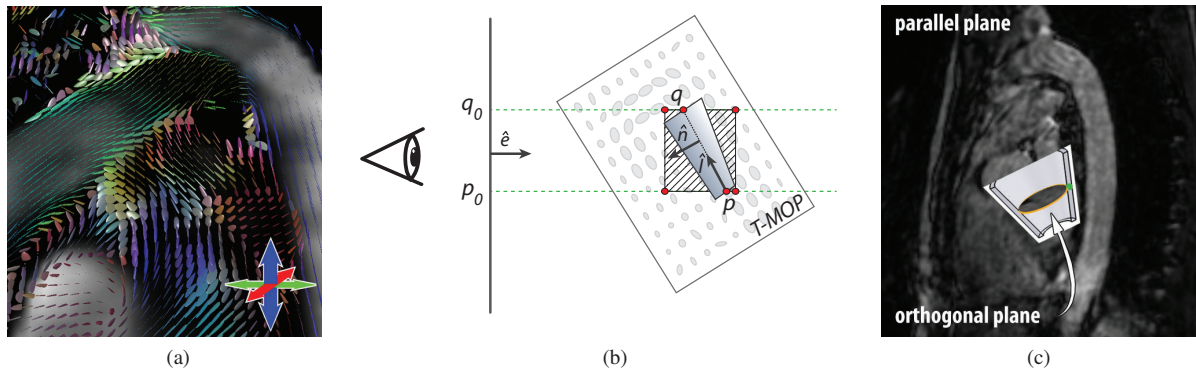 parallel plane
q₀
q
ê
n̂
ĵ
p₀
p
T-MOP
orthogonal plane
(a)
(b)
(c)